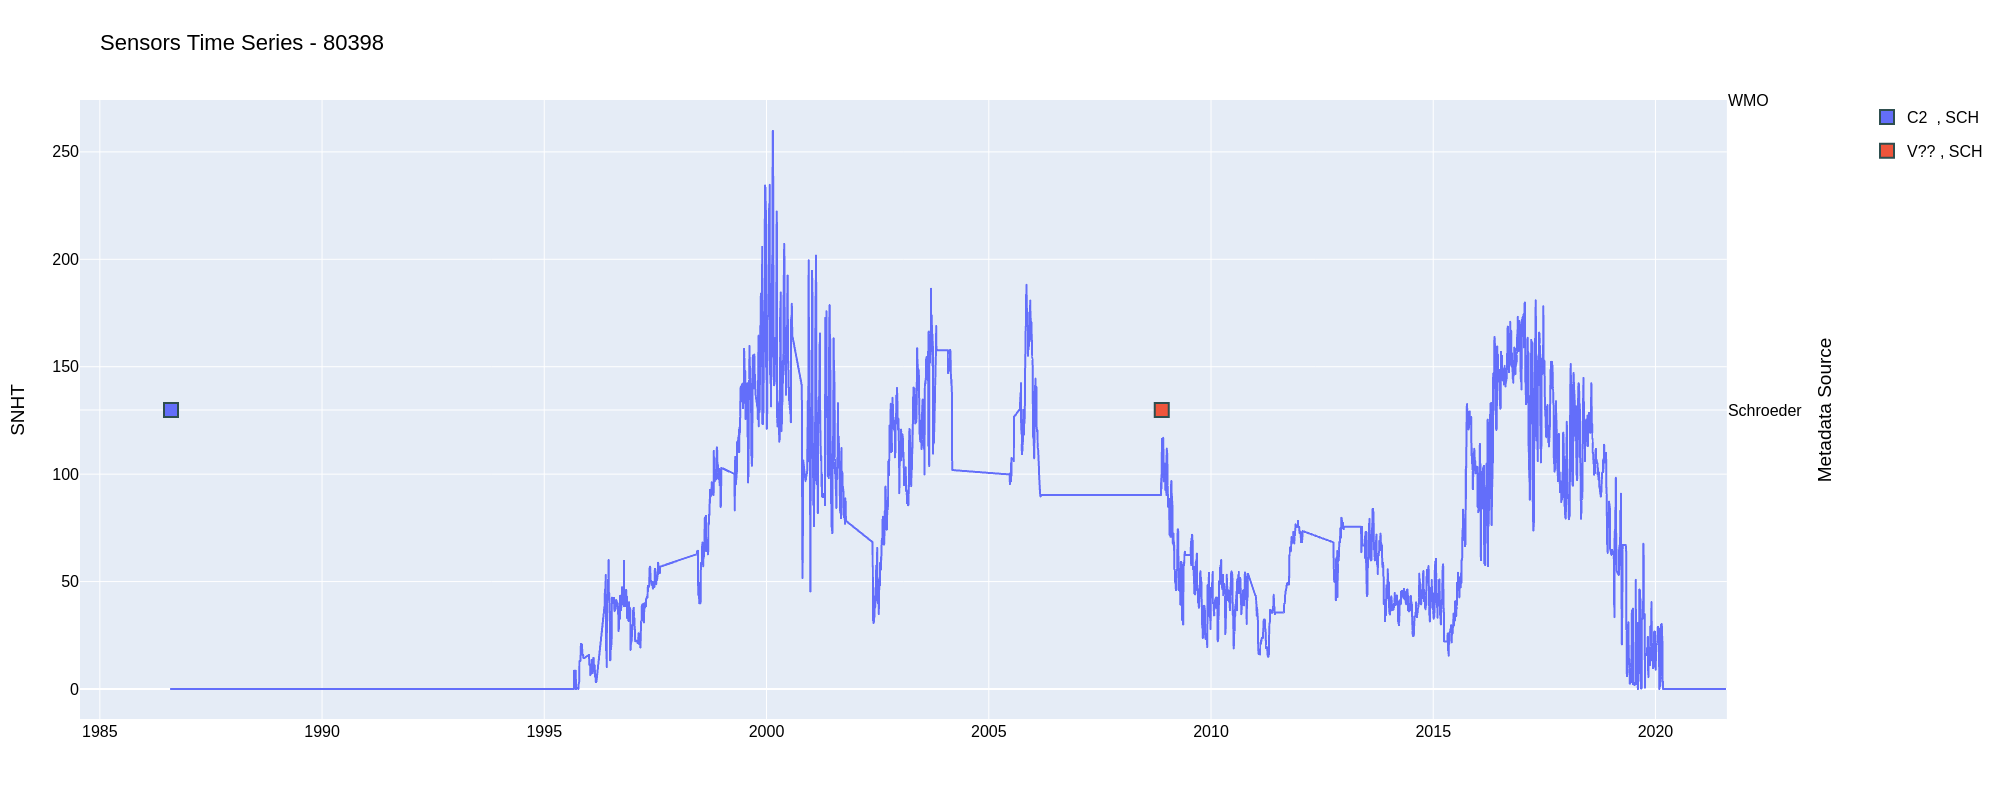 Sensors Time Series - 80398
WMO
C2  , SCH
V?? , SCH
250
200
150
100
50
0
SNHT
Schroeder
Metadata Source
1985 1990 1995 2000 2005 2010 2015 2020